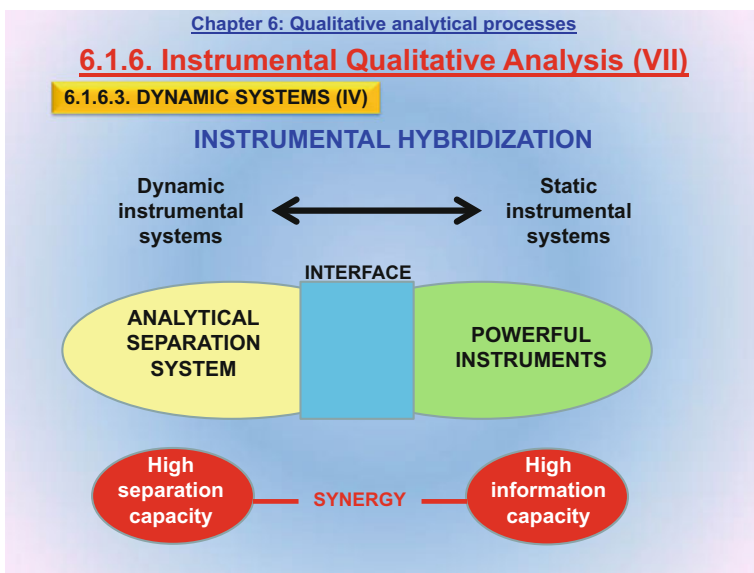 Chapter 6: Qualitative analytical processes
6.1.6. Instrumental Qualitative Analysis (VII)
6.1.6.3. DYNAMIC SYSTEMS (IV)
INSTRUMENTAL HYBRIDIZATION
Dynamic
instrumental
systems
Static
instrumental
systems
INTERFACE
ANALYTICAL
SEPARATION
SYSTEM
POWERFUL
INSTRUMENTS
High
separation
capacity
SYNERGY
High
information
capacity